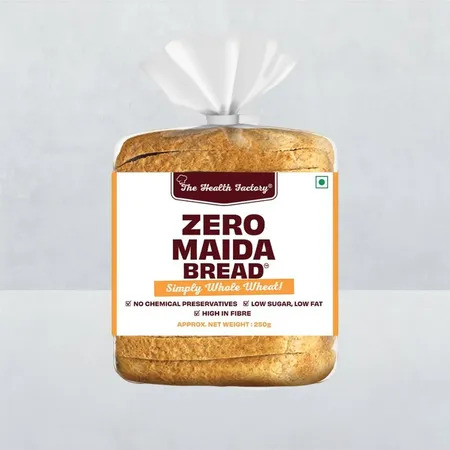 The Health Factory®
ZERO
MAIDA
BREAD
Simply Whole Wheat!
NO CHEMICAL PRESERVATIVES LOW SUGAR, LOW FAT
HIGH IN FIBRE
APPROX. NET WEIGHT : 250g